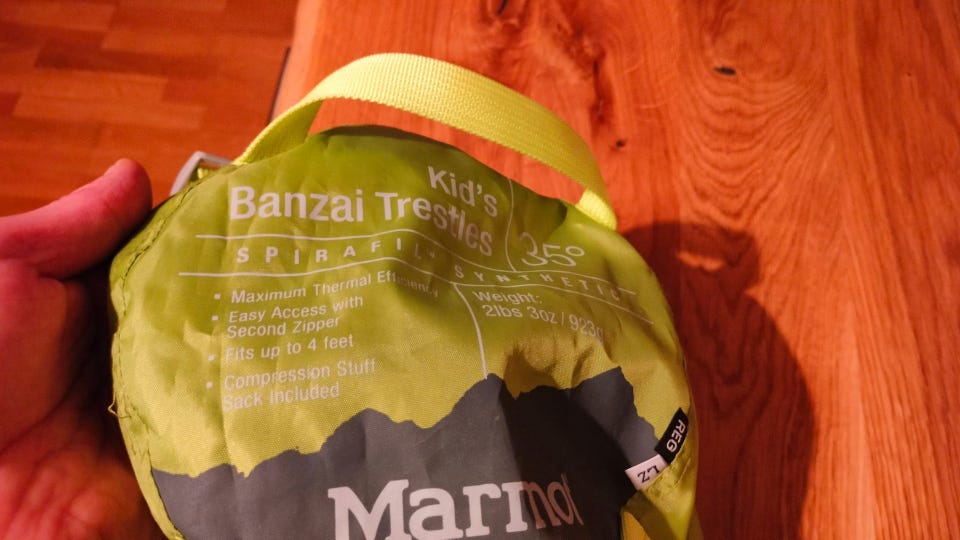 Kid's
Banzai Trestles
35°
SPIRAFIL™ SYNTHETIC
▪ Maximum Thermal Efficiency
▪ Easy Access with
Second Zipper
▪ Fits up to 4 feet
▪ Compression Stuff
Sack Included
Weight:
2lbs 3oz / 923g
Marmot
REG
LZ